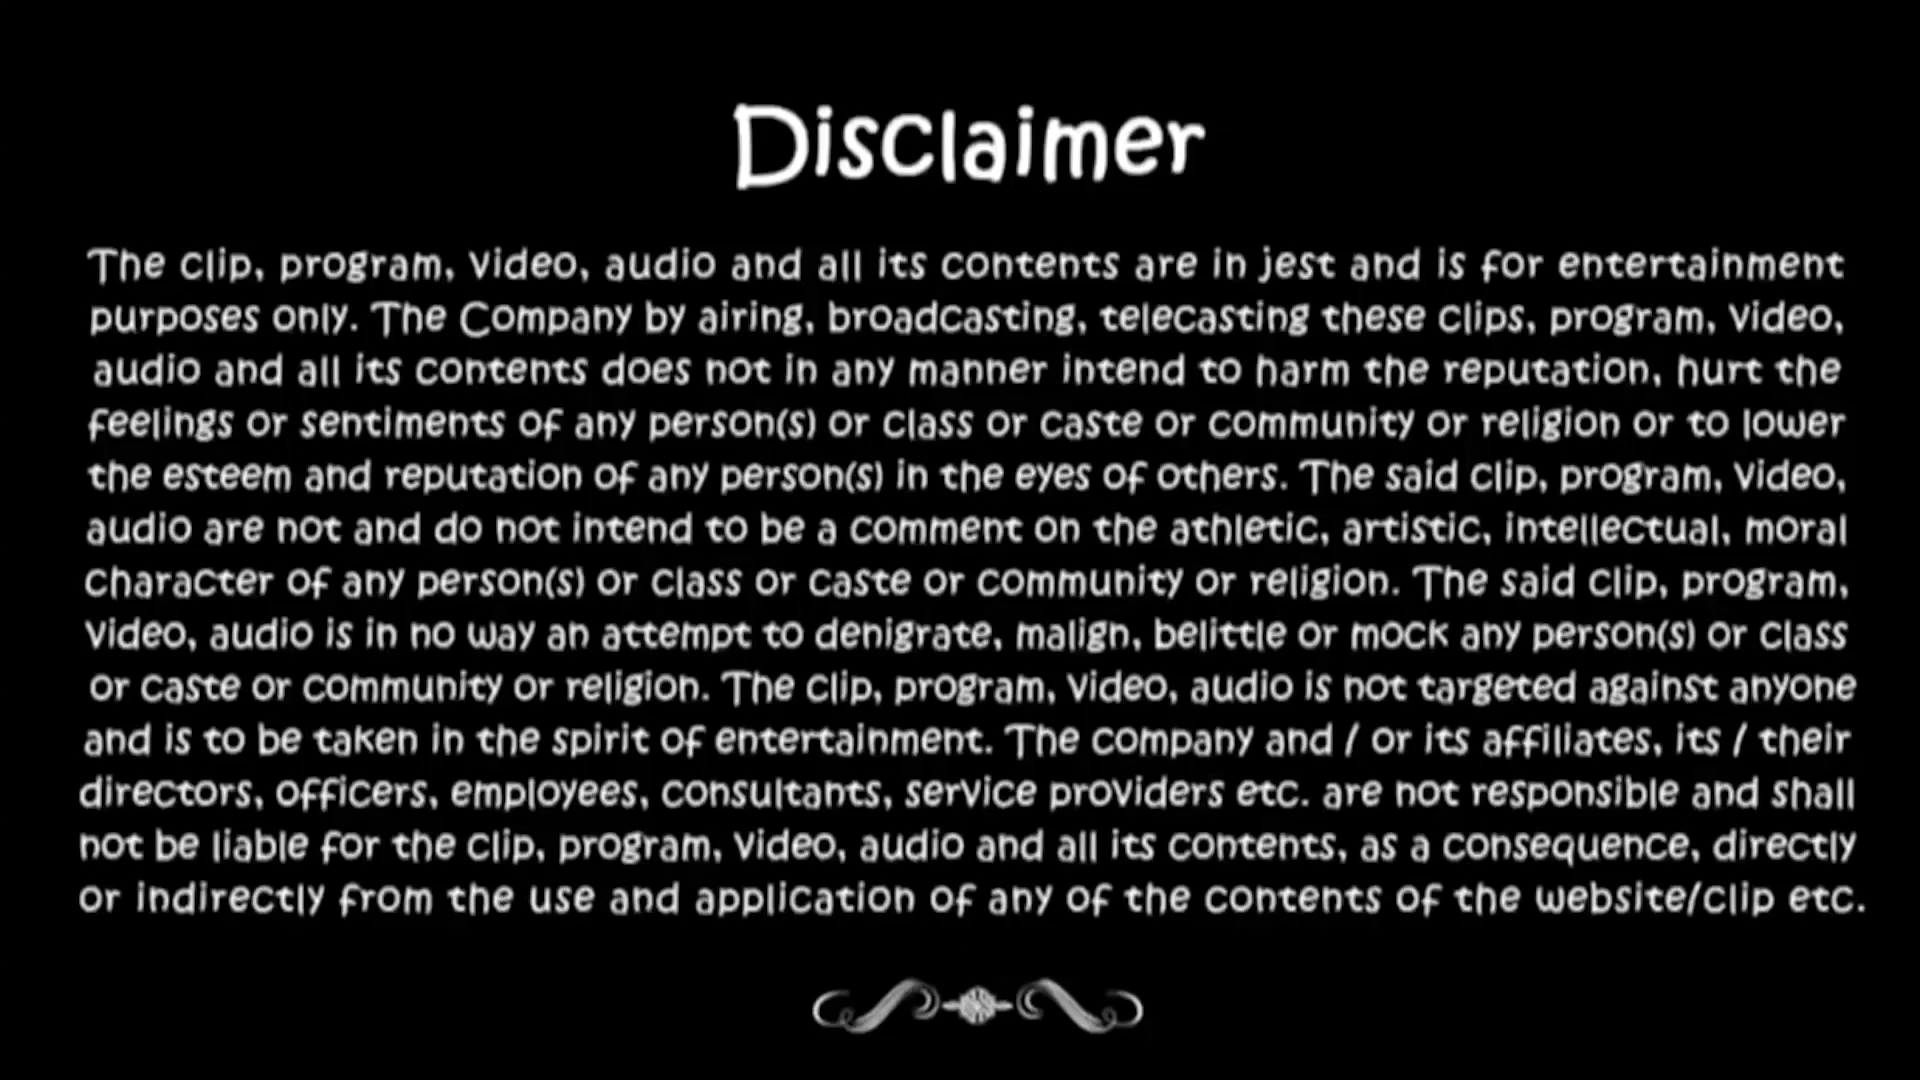 Disclaimer
The clip, program, video, audio and all its contents are in jest and is for entertainment
purposes only. The Company by airing, broadcasting, telecasting these clips, program, video,
audio and all its contents does not in any manner intend to harm the reputation, hurt the
feelings or sentiments of any person(s) or class or caste or community or religion or to lower
the esteem and reputation of any person(s) in the eyes of others. The said clip, program, video,
audio are not and do not intend to be a comment on the athletic, artistic, intellectual, moral
character of any person(s) or class or caste or community or religion. The said clip, program,
video, audio is in no way an attempt to denigrate, malign, belittle or mock any person(s) or class
or caste or community or religion. The clip, program, video, audio is not targeted against anyone
and is to be taken in the spirit of entertainment. The company and / or its affiliates, its / their
directors, officers, employees, consultants, service providers etc. are not responsible and shall
not be liable for the clip, program, video, audio and all its contents, as a consequence, directly
or indirectly from the use and application of any of the contents of the website/clip etc.